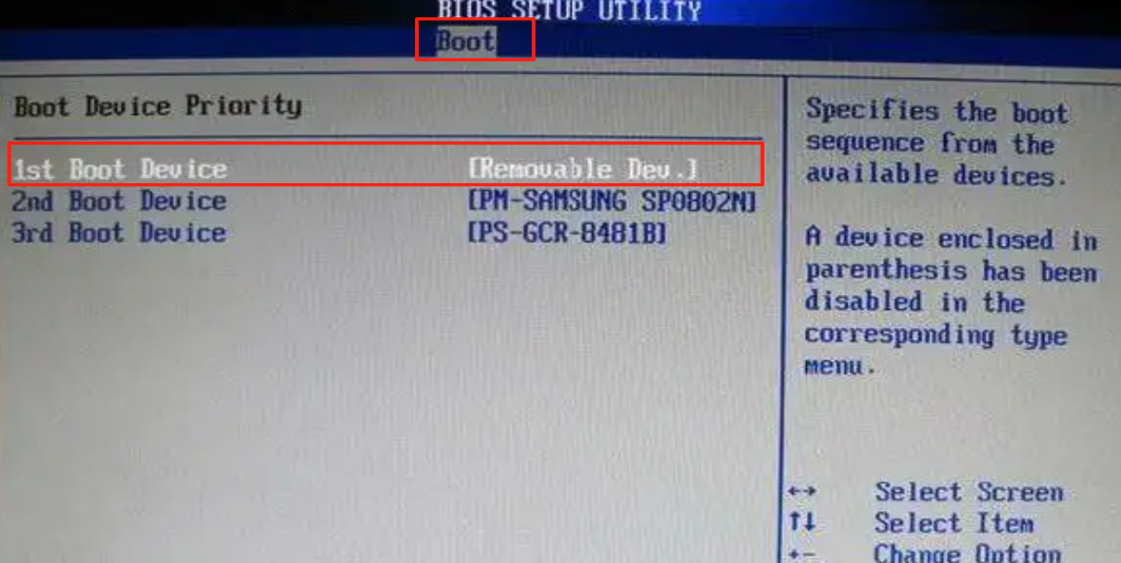 BIOS SETUP UTILITY
Boot
Boot Device Priority
1st Boot Device [Removable Dev.]
2nd Boot Device [PM-SAMSUNG SP0802N]
3rd Boot Device [PS-GCR-8481B]
Specifies the boot
sequence from the
available devices.
A device enclosed in
parenthesis has been
disabled in the
corresponding type
menu.
←→ Select Screen
↑↓ Select Item
+- Change Option